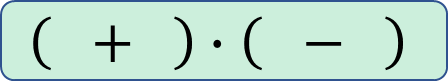 ( + ) · ( − )